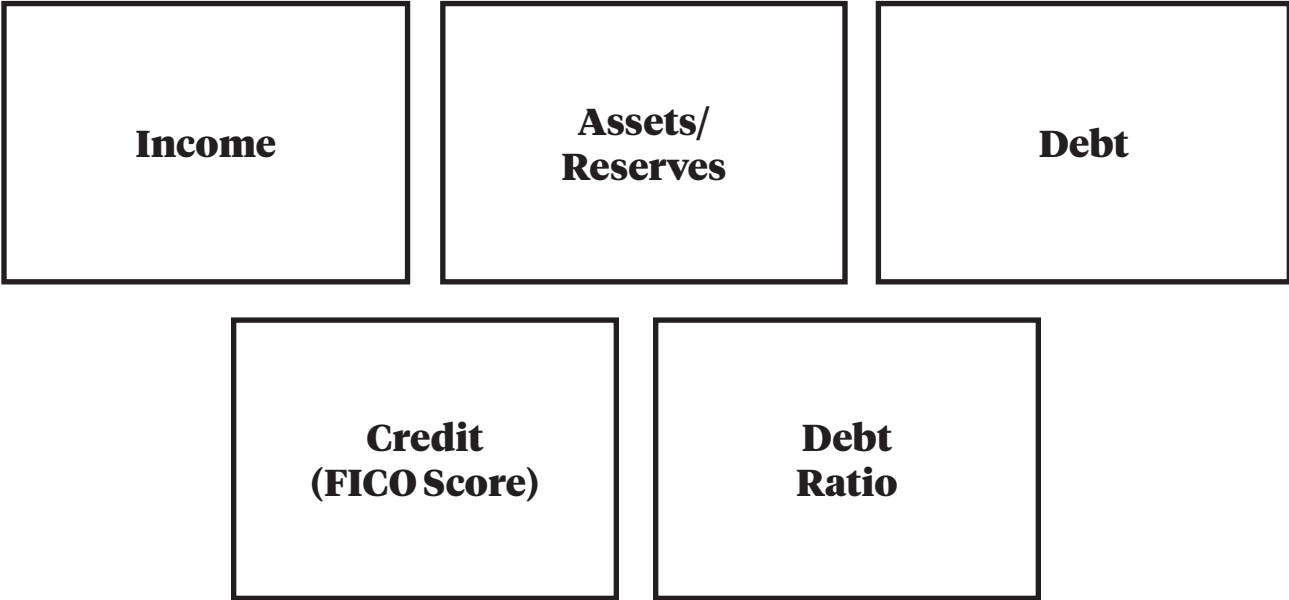 Income
Assets/
Reserves
Debt
Credit
(FICO Score)
Debt
Ratio